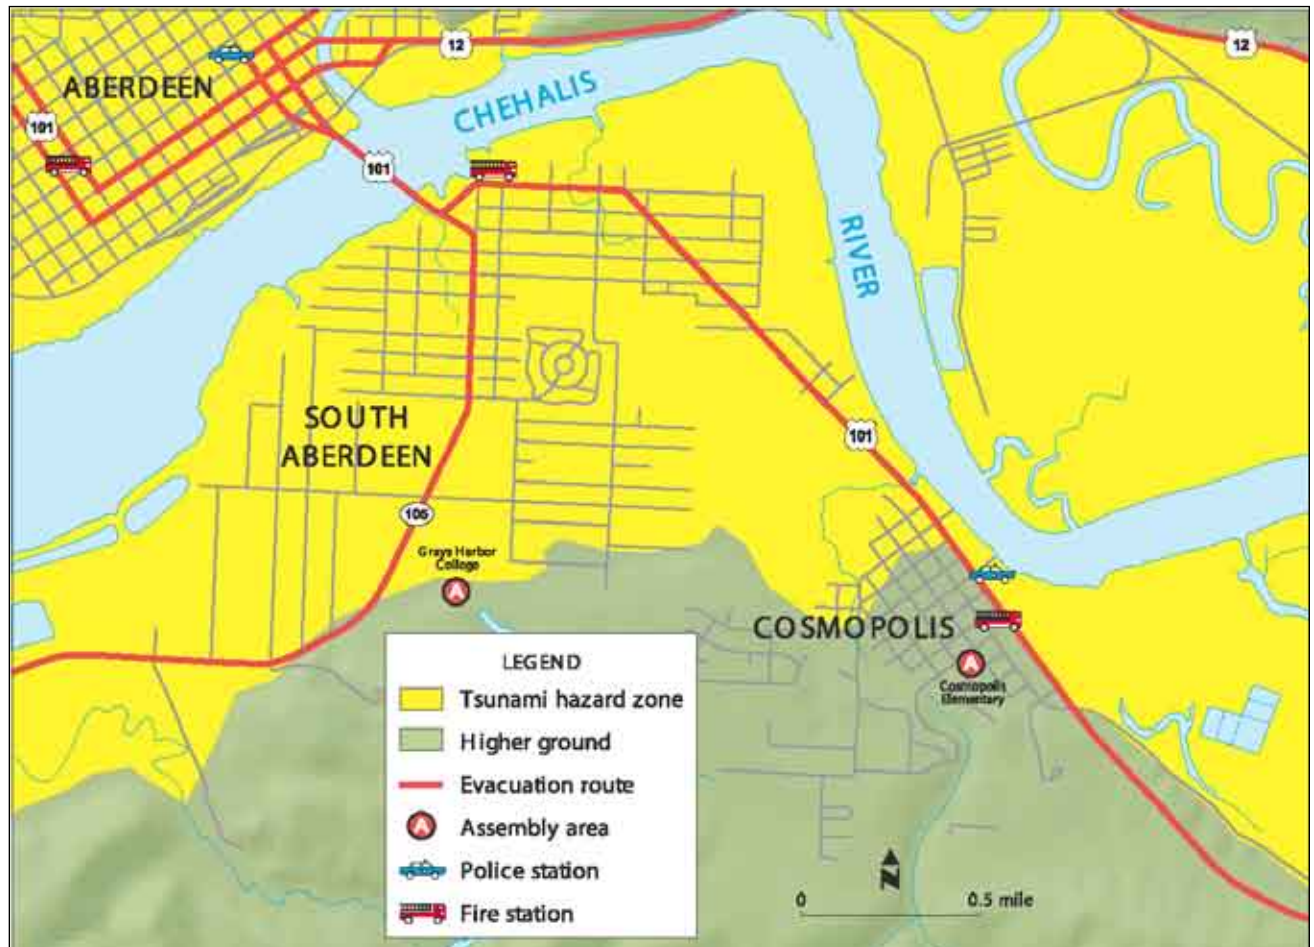 12
12
ABERDEEN
CHEHALIS
101
101
RIVER
SOUTH
ABERDEEN
101
105
Grays Harbor
College
COSMOPOLIS
A
A
Cosmopolis
Elementary
LEGEND
Tsunami hazard zone
Higher ground
Evacuation route
A Assembly area
Police station
Fire station
N
0 0.5 mile